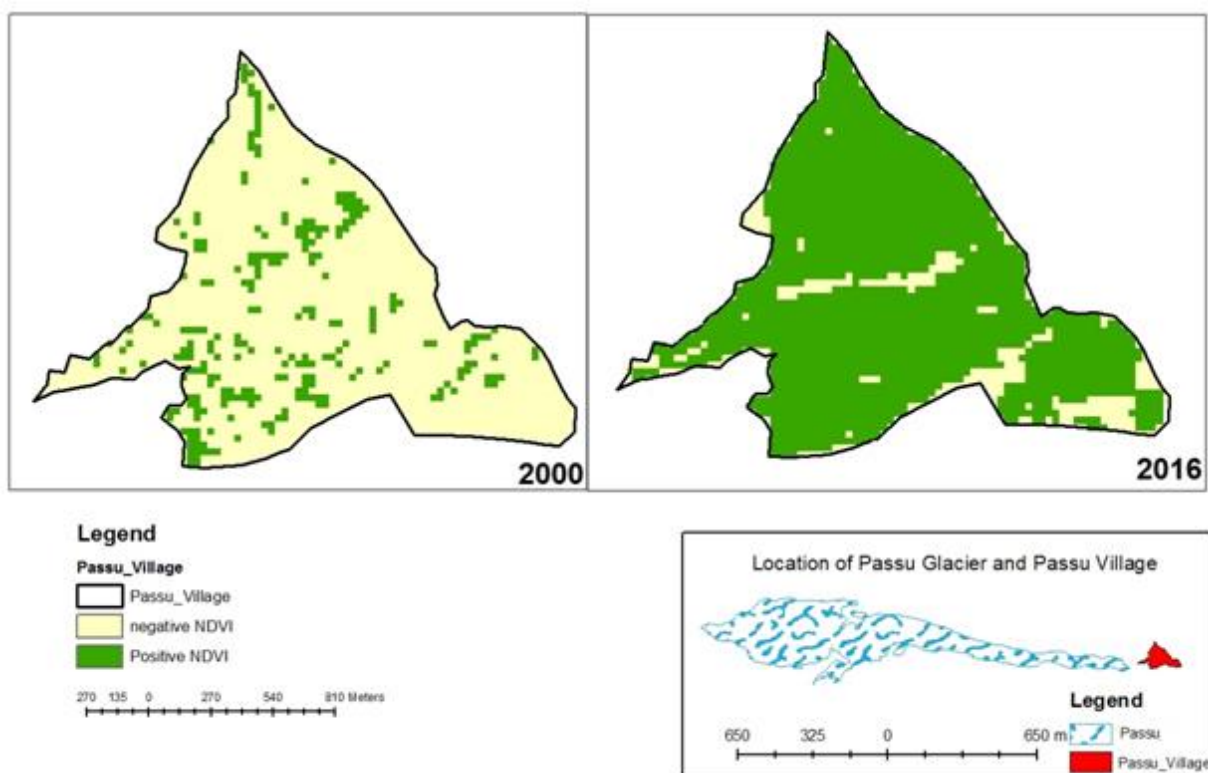 2000
2016
Legend
Passu_Village
Passu_Village
negative NDVI
Positive NDVI
270 135 0 270 540 810 Meters
Location of Passu Glacier and Passu Village
Legend
Passu
Passu_Village
650 325 0 650 m